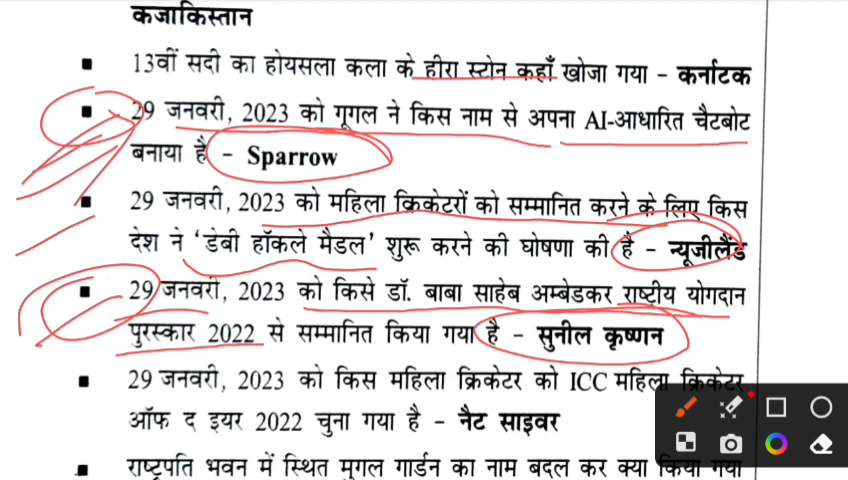 कजाकिस्तान
▪ 13वीं सदी का होयसला कला के हीरा स्टोन कहाँ खोजा गया – कर्नाटक
▪ 29 जनवरी, 2023 को गूगल ने किस नाम से अपना AI-आधारित चैटबोट
बनाया है – Sparrow
▪ 29 जनवरी, 2023 को महिला क्रिकेटरों को सम्मानित करने के लिए किस
देश ने ‘डेबी हॉकले मैडल’ शुरू करने की घोषणा की है – न्यूजीलैंड
▪ 29 जनवरी, 2023 को किसे डॉ. बाबा साहेब अम्बेडकर राष्ट्रीय योगदान
पुरस्कार 2022 से सम्मानित किया गया है – सुनील कृष्णन
▪ 29 जनवरी, 2023 को किस महिला क्रिकेटर को ICC महिला क्रिकेटर
ऑफ द इयर 2022 चुना गया है – नैट साइवर
▪ राष्ट्रपति भवन में स्थित मुगल गार्डन का नाम बदल कर क्या किया गया